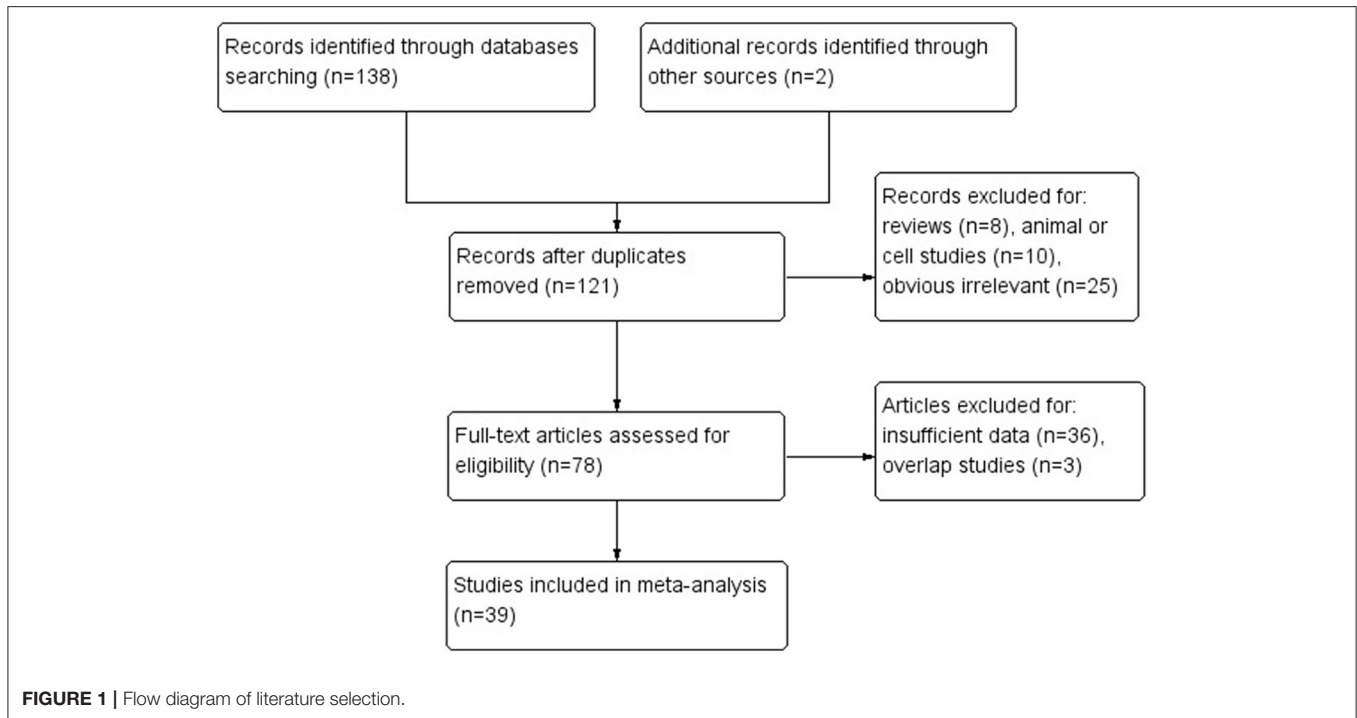 Records identified through databases
searching (n=138)
Additional records identified through
other sources (n=2)
Records after duplicates
removed (n=121)
Records excluded for:
reviews (n=8), animal or
cell studies (n=10),
obvious irrelevant (n=25)
Full-text articles assessed for
eligibility (n=78)
Articles excluded for:
insufficient data (n=36),
overlap studies (n=3)
Studies included in meta-analysis
(n=39)
FIGURE 1 | Flow diagram of literature selection.